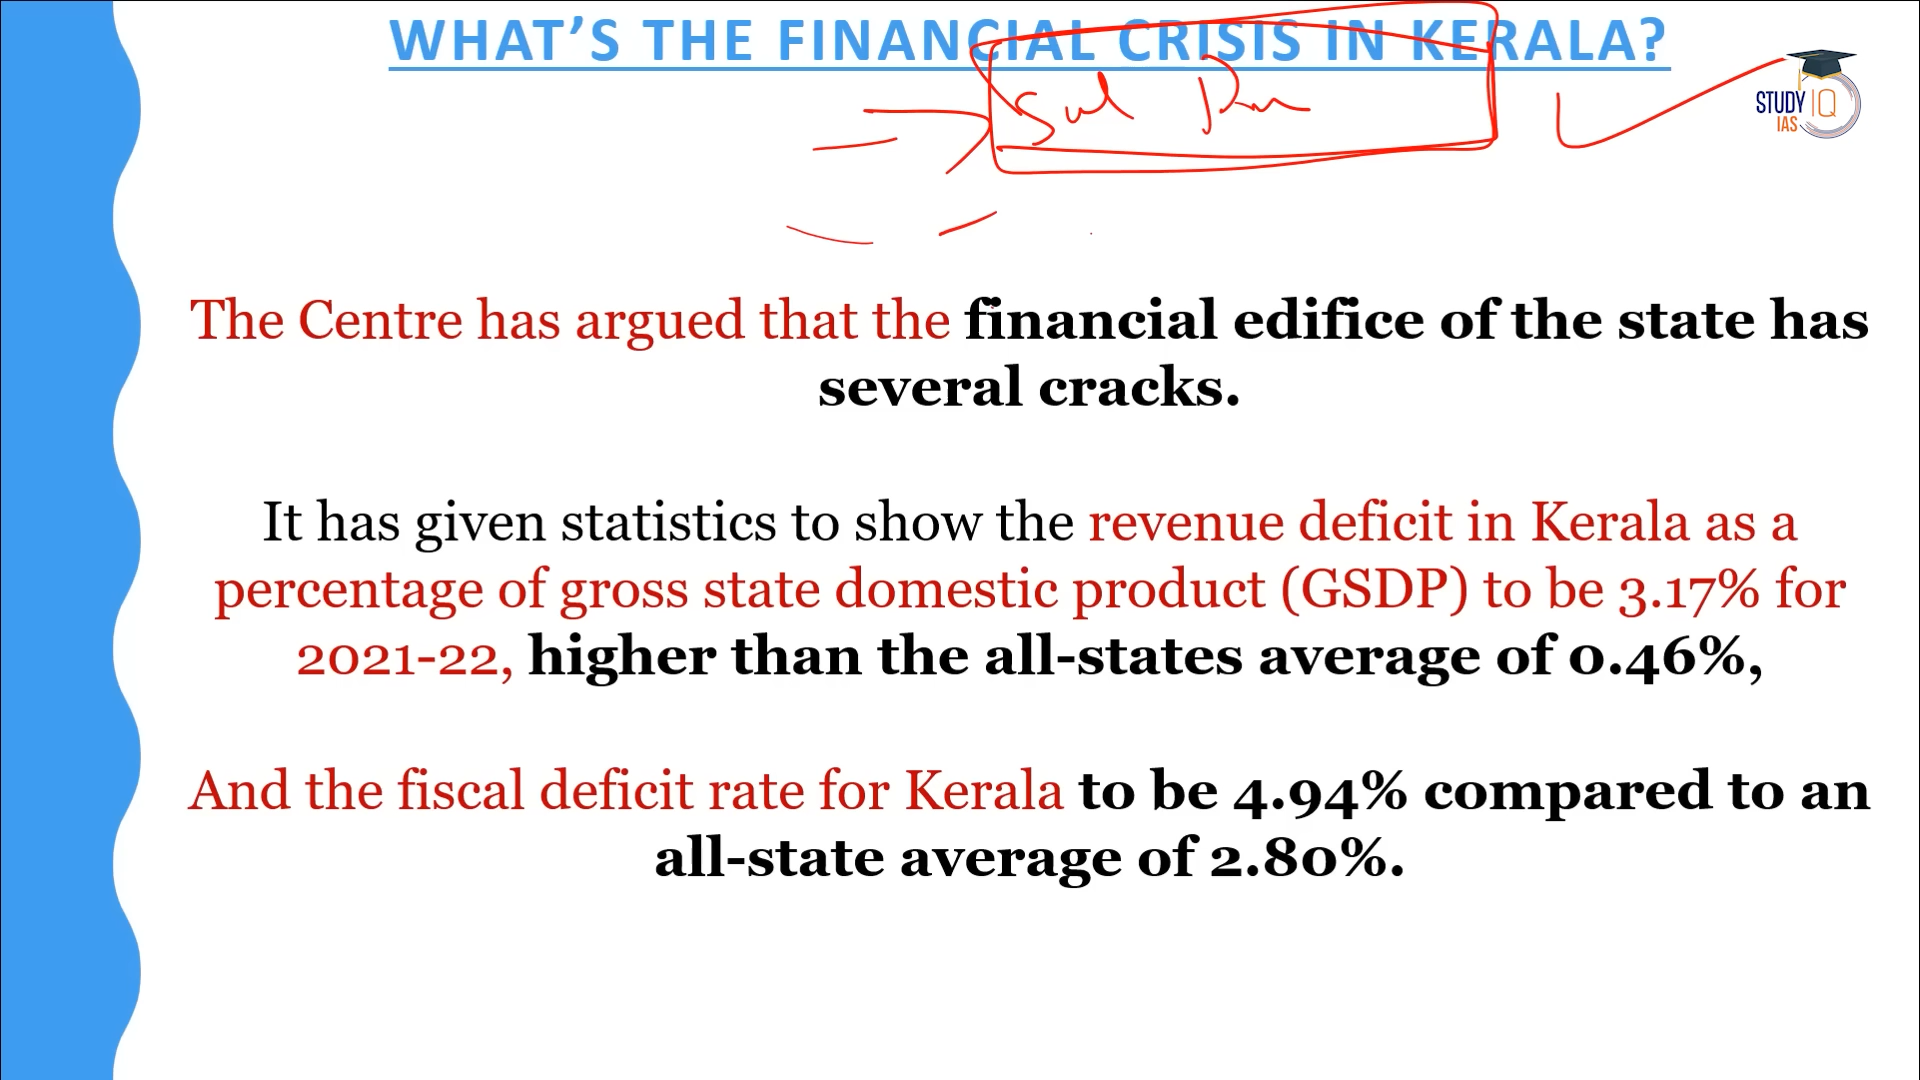 WHAT'S THE FINANCIAL CRISIS IN KERALA?
STUDY IQ
IAS
The Centre has argued that the financial edifice of the state has
several cracks.
It has given statistics to show the revenue deficit in Kerala as a
percentage of gross state domestic product (GSDP) to be 3.17% for
2021-22, higher than the all-states average of 0.46%,
And the fiscal deficit rate for Kerala to be 4.94% compared to an
all-state average of 2.80%.